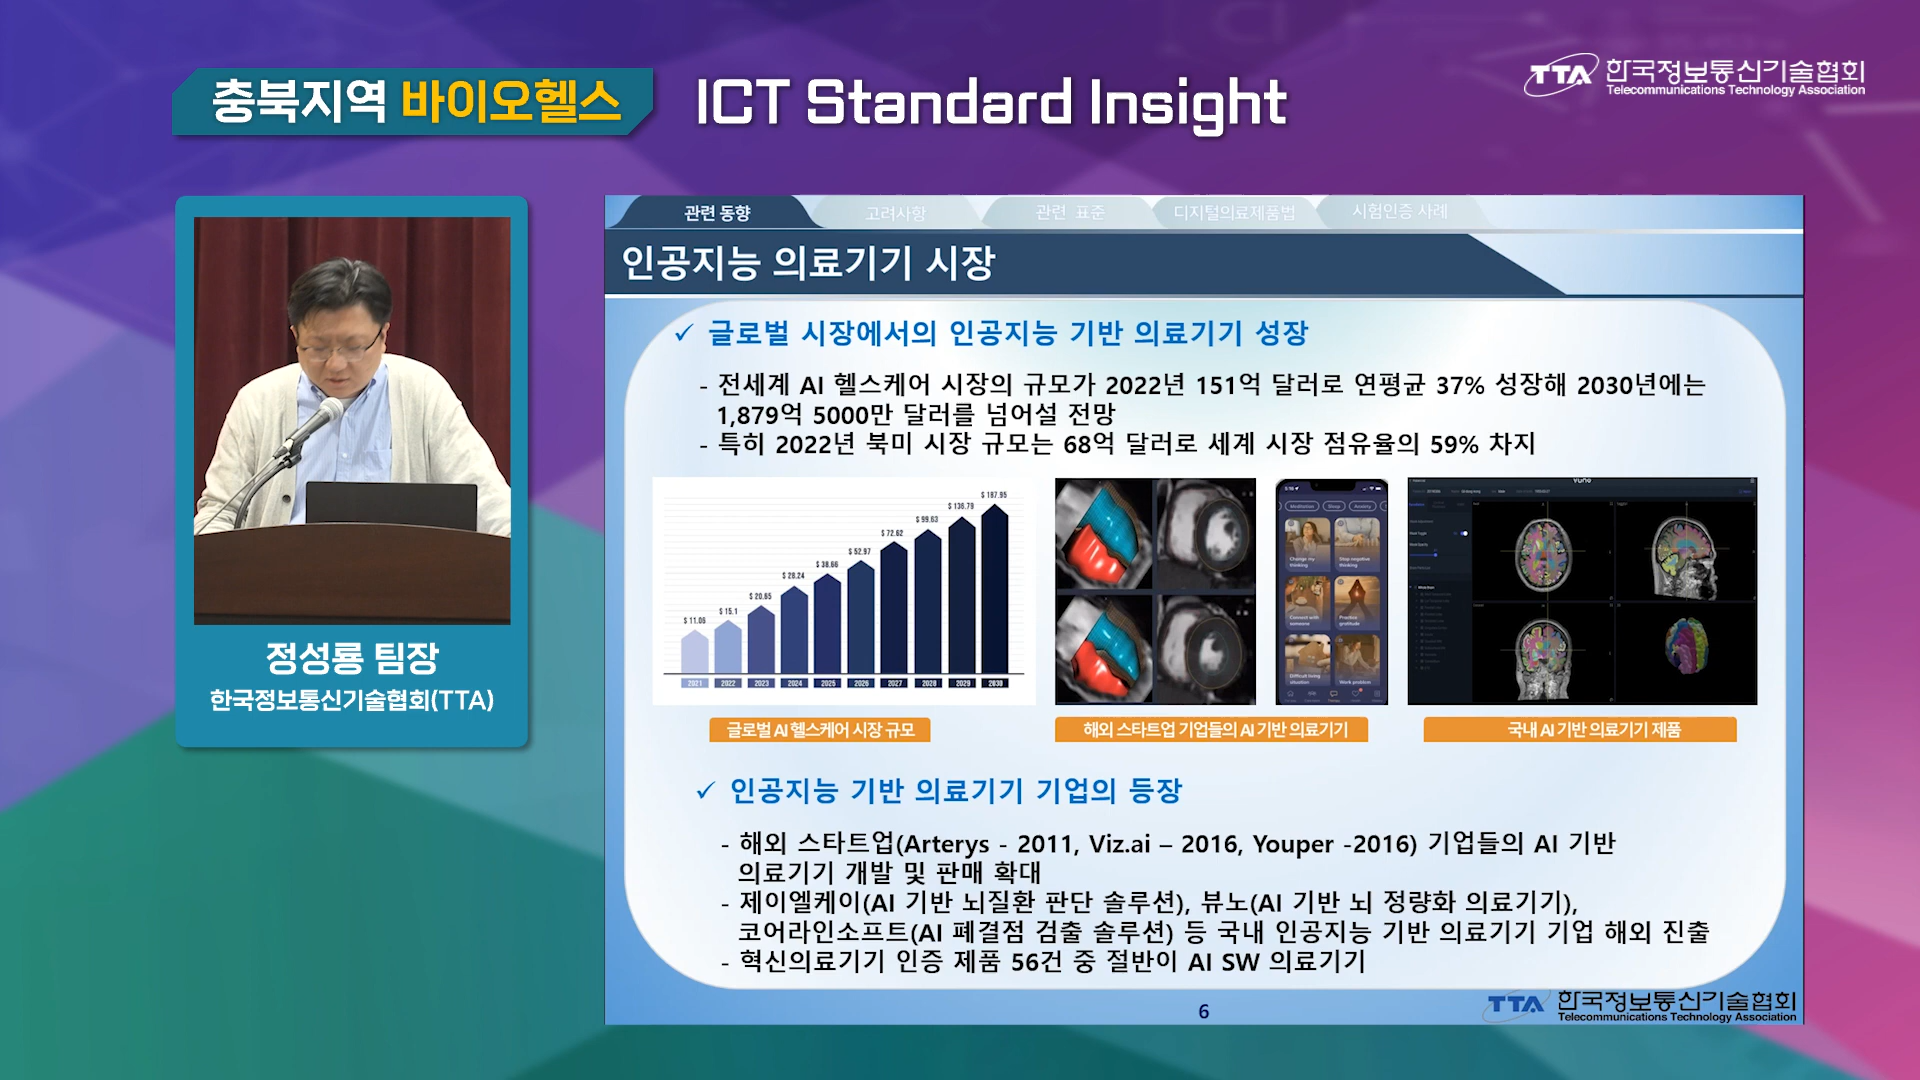 충북지역 바이오헬스
ICT Standard Insight
TTA 한국정보통신기술협회
Telecommunications Technology Association
정성룡 팀장
한국정보통신기술협회(TTA)
관련 동향
고려사항
관련 표준
디지털의료제품법
시험인증 사례
인공지능 의료기기 시장
✓ 글로벌 시장에서의 인공지능 기반 의료기기 성장
- 전세계 AI 헬스케어 시장의 규모가 2022년 151억 달러로 연평균 37% 성장해 2030년에는
1,879억 5000만 달러를 넘어설 전망
- 특히 2022년 북미 시장 규모는 68억 달러로 세계 시장 점유율의 59% 차지
$ 11.06
$ 15.1
$ 20.65
$ 28.24
$ 38.66
$ 52.97
$ 72.62
$ 99.63
$ 136.79
$ 187.95
2021 2022 2023 2024 2025 2026 2027 2028 2029 2030
Meditation Sleep Anxiety
Change my thinking
Stop negative thinking
Connect with someone
Practice gratitude
Difficult living situation
Work problem
VUNO
글로벌 AI 헬스케어 시장 규모
해외 스타트업 기업들의 AI 기반 의료기기
국내 AI 기반 의료기기 제품
✓ 인공지능 기반 의료기기 기업의 등장
- 해외 스타트업(Arterys - 2011, Viz.ai – 2016, Youper -2016) 기업들의 AI 기반
의료기기 개발 및 판매 확대
- 제이엘케이(AI 기반 뇌질환 판단 솔루션), 뷰노(AI 기반 뇌 정량화 의료기기),
코어라인소프트(AI 폐결점 검출 솔루션) 등 국내 인공지능 기반 의료기기 기업 해외 진출
- 혁신의료기기 인증 제품 56건 중 절반이 AI SW 의료기기
6
TTA 한국정보통신기술협회
Telecommunications Technology Association